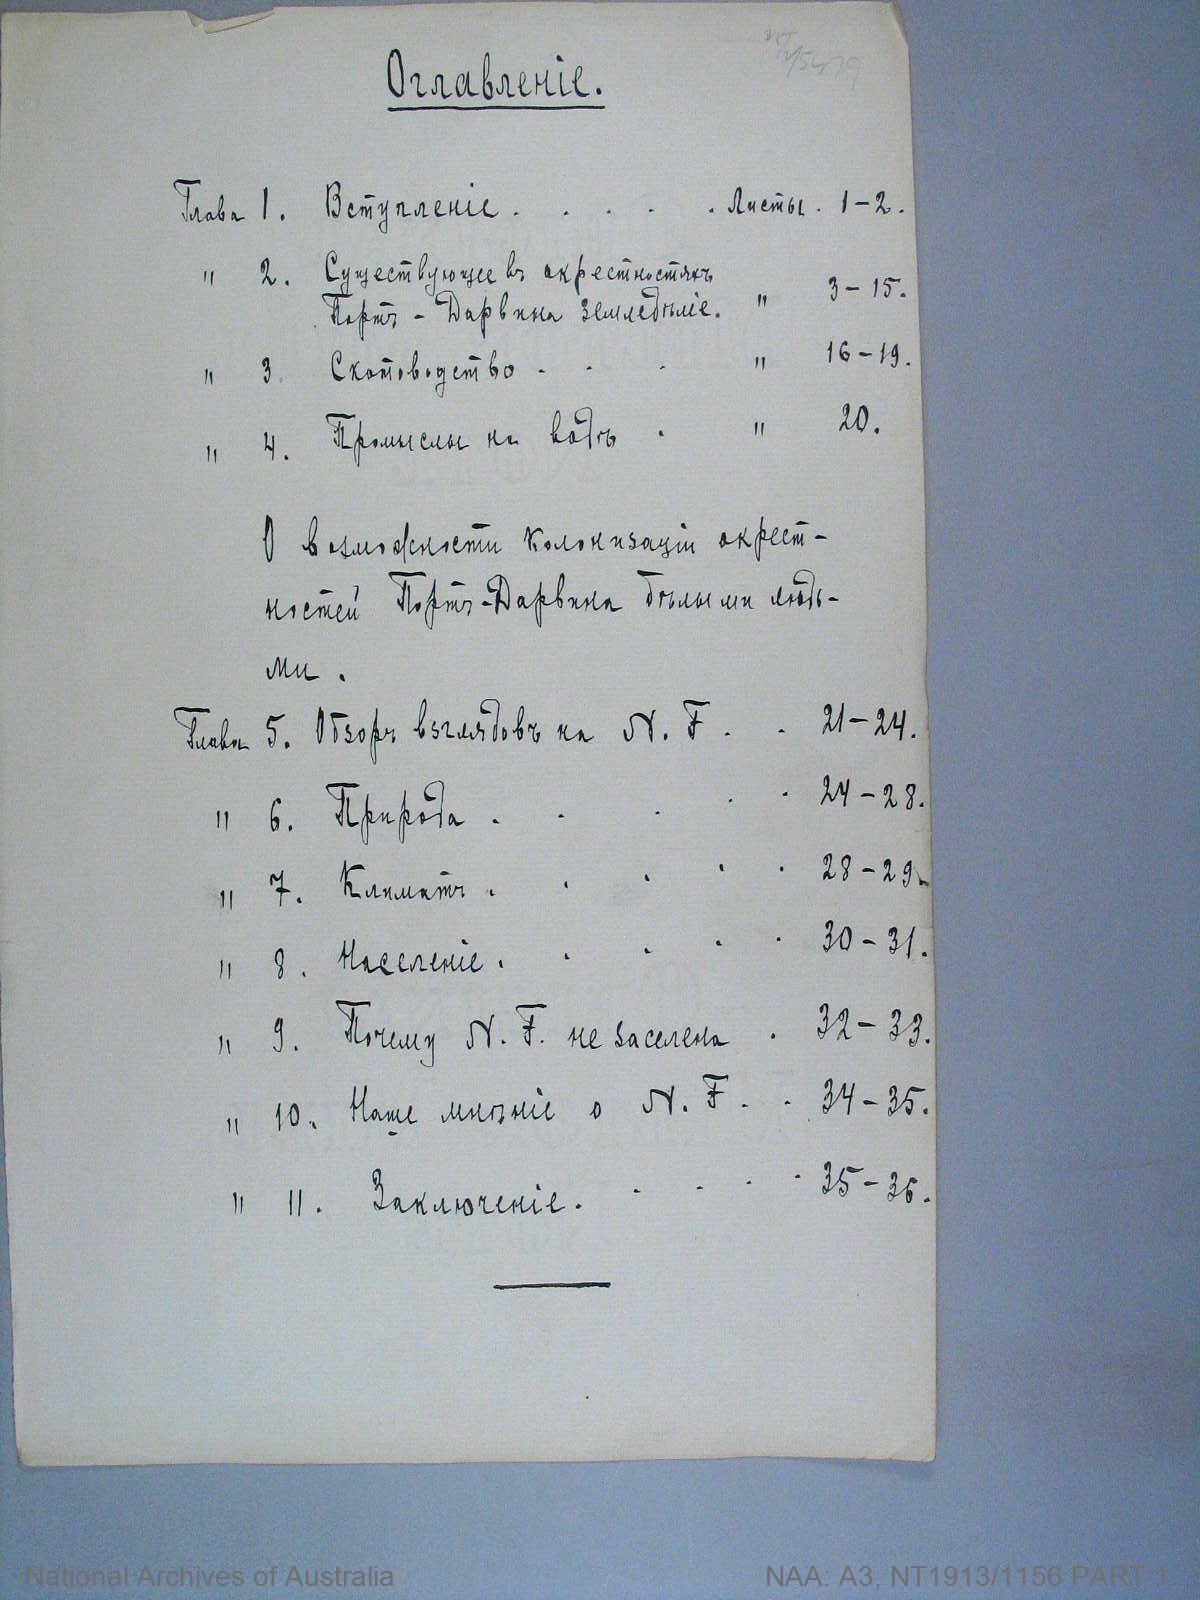 Оглавленіе.
Глава 1. Вступленіе . . . . . Листы . 1-2.
" 2. Существующее въ окрестностяхъ
Портъ - Дарвина земледѣліе. " 3-15.
" 3. Скотоводство . . . " 16-19.
" 4. Промыслы на водѣ . " 20.
О возможности колонизаціи окрест-
ностей Портъ-Дарвина бѣлыми людь-
ми.
Глава 5. Обзоръ взглядовъ на N. F . . 21-24.
" 6. Природа . . . . . 24-28.
" 7. Климатъ . . . . . 28-29.
" 8. Населеніе . . . . . 30-31.
" 9. Почему N. F. не заселена . 32-33.
" 10. Наше мнѣніе о N. F. . 34-35.
" 11. Заключеніе. . . . . 35-36.
National Archives of Australia
NAA: A3, NT1913/1156 PART 1